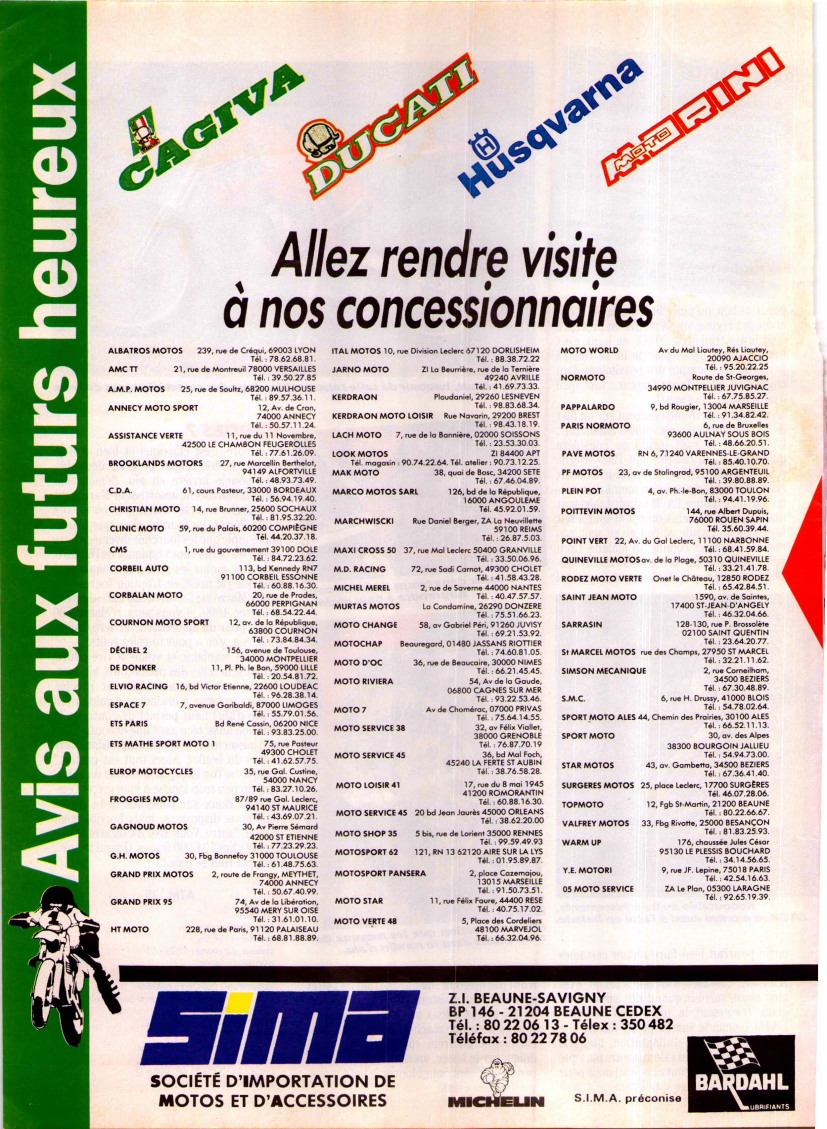 Avis aux futurs heureux
CAGIVA
DUCATI
Husqvarna
MOTO MORINI
Allez rendre visite
à nos concessionnaires
ALBATROS MOTOS 239, rue de Créqui, 69003 LYON
Tél. : 78.62.68.81.
AMC TT 21, rue de Montreuil 78000 VERSAILLES
Tél. : 39.50.27.85
A.M.P. MOTOS 25, rue de Soultz, 68200 MULHOUSE
Tél. : 89.57.36.11.
ANNECY MOTO SPORT 12, Av. de Cran,
74000 ANNECY
Tél. : 50.57.11.24.
ASSISTANCE VERTE 11, rue du 11 Novembre,
42500 LE CHAMBON FEUGEROLLES
Tél. : 77.61.26.09.
BROOKLANDS MOTORS 27, rue Marcellin Berthelot,
94149 ALFORTVILLE
Tél. : 48.93.73.49.
C.D.A. 61, cours Pasteur, 33000 BORDEAUX
Tél. : 56.94.19.40.
CHRISTIAN MOTO 14, rue Brunner, 25600 SOCHAUX
Tél. : 81.95.32.20.
CLINIC MOTO 59, rue du Palais, 60200 COMPIÈGNE
Tél. 44.20.37.18.
CMS 1, rue du gouvernement 39100 DOLE
Tél. : 84.72.23.62.
CORBEIL AUTO 113, bd Kennedy RN7
91100 CORBEIL ESSONNE
Tél. : 60.88.16.30.
CORBALAN MOTO 20, rue de Prades,
66000 PERPIGNAN
Tél. : 68.54.22.44.
COURNON MOTO SPORT 12, av. de la République,
63800 COURNON
Tél. : 73.84.84.34.
DÉCIBEL 2 156, avenue de Toulouse,
34000 MONTPELLIER
DE DONKER 11, Pl. Ph. le Bon, 59000 LILLE
Tél. : 20.54.81.72.
ELVIO RACING 16, bd Victor Etienne, 22600 LOUDEAC
Tél. : 96.28.38.14.
ESPACE 7 7, avenue Garibaldi, 87000 LIMOGES
Tél. : 55.79.01.56.
ETS PARIS Bd René Cassin, 06200 NICE
Tél. : 93.83.25.00.
ETS MATHE SPORT MOTO 1 75, rue Pasteur
49300 CHOLET
Tél. : 41.62.57.75.
EUROP MOTOCYCLES 35, rue Gal. Custine,
54000 NANCY
Tél. : 83.27.10.26.
FROGGIES MOTO 87/89 rue Gal. Leclerc,
94140 ST MAURICE
Tél. : 43.69.07.21.
GAGNOUD MOTOS 30, Av Pierre Sémard
42000 ST ETIENNE
Tél. : 77.23.29.23.
G.H. MOTOS 30, Fbg Bonnefoy 31000 TOULOUSE
Tél. : 61.48.75.63.
GRAND PRIX MOTOS 2, route de Frangy, MEYTHET,
74000 ANNECY
Tél. : 50.67.40.99.
GRAND PRIX 95 74, Av de la Libération,
95540 MERY SUR OISE
Tél. : 31.61.01.10.
HT MOTO 228, rue de Paris, 91120 PALAISEAU
Tél. : 68.81.88.89.
ITAL MOTOS 10, rue Division Leclerc 67120 DORLISHEIM
Tél. : 88.38.72.22
JARNO MOTO ZI La Beurrière, rue de la Ternière
49240 AVRILLE
Tél. : 41.69.73.33.
KERDRAON Ploudaniel, 29260 LESNEVEN
Tél. : 98.83.68.34.
KERDRAON MOTO LOISIR Rue Navarin, 29200 BREST
Tél. : 98.43.18.19.
LACH MOTO 7, rue de la Bannière, 02000 SOISSONS
Tél. : 23.53.30.03.
LOOK MOTOS ZI 84400 APT
Tél. magasin : 90.74.22.64. Tél. atelier : 90.73.12.25.
MAK MOTO 38, quai de Bosc, 34200 SETE
Tél. : 67.46.04.89.
MARCO MOTOS SARL 126, bd de la République,
16000 ANGOULEME
Tél. 45.92.01.59.
MARCHWISCKI Rue Daniel Berger, ZA La Neuvillette
59100 REIMS
Tél. : 26.87.5.03.
MAXI CROSS 50 37, rue Mal Leclerc 50400 GRANVILLE
Tél. : 33.50.06.96.
M.D. RACING 72, rue Sadi Carnot, 49300 CHOLET
Tél. : 41.58.43.28.
MICHEL MEREL 2, rue de Saverne 44000 NANTES
Tél. : 40.47.57.57.
MURTAS MOTOS La Condamine, 26290 DONZERE
Tél. : 75.51.66.23.
MOTO CHANGE 58, av Gabriel Péri, 91260 JUVISY
Tél. : 69.21.53.92.
MOTOCHAP Beauregard, 01480 JASSANS RIOTTIER
Tél. : 74.60.81.05.
MOTO D'OC 36, rue de Beaucaire, 30000 NIMES
Tél. : 66.21.45.45.
MOTO RIVIERA 54, Av de la Gaude,
06800 CAGNES SUR MER
Tél. : 93.22.53.46.
MOTO 7 Av de Chomérac, 07000 PRIVAS
Tél. : 75.64.14.55.
MOTO SERVICE 38 32, av Félix Viallet,
38000 GRENOBLE
Tél. : 76.87.70.19
MOTO SERVICE 45 36, bd Mal Foch,
45240 LA FERTE ST AUBIN
Tél. : 38.76.58.28.
MOTO LOISIR 41 17, rue du 8 mai 1945
41200 ROMORANTIN
Tél. : 60.88.16.30.
MOTO SERVICE 45 20 bd Jean Jaurès 45000 ORLEANS
Tél. : 38.62.20.00
MOTO SHOP 35 5 bis, rue de Lorient 35000 RENNES
Tél. : 99.59.49.93
MOTOSPORT 62 121, RN 13 62120 AIRE SUR LA LYS
Tél. : 01.95.89.87.
MOTOSPORT PANSERA 2, place Cazemajou,
13015 MARSEILLE
Tél. : 91.50.73.51.
MOTO STAR 11, rue Félix Faure, 44400 RESE
Tél. : 40.75.17.02.
MOTO VERTE 48 5, Place des Cordeliers
48100 MARVEJOL
Tél. : 66.32.04.96.
MOTO WORLD Av du Mal Liautey, Rés Liautey,
20090 AJACCIO
Tél. : 95.20.22.25
NORMOTO Route de St-Georges,
34990 MONTPELLIER JUVIGNAC
Tél. : 67.75.85.27.
PAPPALARDO 9, bd Rougier, 13004 MARSEILLE
Tél. : 91.34.82.42.
PARIS NORMOTO 6, rue de Bruxelles
93600 AULNAY SOUS BOIS
Tél. : 48.66.20.51.
PAVE MOTOS RN 6, 71240 VARENNES-LE-GRAND
Tél. : 85.40.10.70.
PF MOTOS 23, av de Stalingrad, 95100 ARGENTEUIL
Tél. : 39.80.88.89.
PLEIN POT 4, av. Ph.-le-Bon, 83000 TOULON
Tél. : 94.41.19.96.
POITTEVIN MOTOS 144, rue Albert Dupuis,
76000 ROUEN SAPIN
Tél. 35.60.39.44.
POINT VERT 22, Av. du Gal Leclerc, 11100 NARBONNE
Tél. : 68.41.59.84.
QUINEVILLE MOTOS av. de la Plage, 50310 QUINEVILLE
Tél. : 33.21.41.78.
RODEZ MOTO VERTE Onet le Château, 12850 RODEZ
Tél. : 65.42.84.51.
SAINT JEAN MOTO 1590, av. de Saintes,
17400 ST-JEAN-D'ANGELY
Tél. : 46.32.04.66.
SARRASIN 128-130, rue P. Brossolète
02100 SAINT QUENTIN
Tél. : 23.64.20.77.
St MARCEL MOTOS rue des Champs, 27950 ST MARCEL
Tél. : 32.21.11.62.
SIMSON MECANIQUE 2, rue Corneilham,
34500 BEZIERS
Tél. : 67.30.48.89.
S.M.C. 6, rue H. Drussy, 41000 BLOIS
Tél. : 54.78.02.64.
SPORT MOTO ALES 44, Chemin des Prairies, 30100 ALES
Tél. : 66.52.11.13.
SPORT MOTO 30, av. des Alpes
38300 BOURGOIN JALLIEU
Tél. : 54.94.73.00.
STAR MOTOS 43, av. Gambetta, 34500 BEZIERS
Tél. : 67.36.41.40.
SURGERES MOTOS 25, place Leclerc, 17700 SURGÈRES
Tél. 46.07.28.06.
TOPMOTO 12, Fgb St-Martin, 21200 BEAUNE
Tél. : 80.22.66.67.
VALFREY MOTOS 33, Fbg Rivotte, 25000 BESANÇON
Tél. : 81.83.25.93.
WARM UP 176, chaussée Jules César
95130 LE PLESSIS BOUCHARD
Tél. : 34.14.56.65.
Y.E. MOTORI 9, rue JF. Lepine, 75018 PARIS
Tél. : 42.54.16.63.
05 MOTO SERVICE ZA Le Plan, 05300 LARAGNE
Tél. : 92.65.19.39.
sima
SOCIÉTÉ D'IMPORTATION DE
MOTOS ET D'ACCESSOIRES
Z.I. BEAUNE-SAVIGNY
BP 146 - 21204 BEAUNE CEDEX
Tél. : 80 22 06 13 - Télex : 350 482
Téléfax : 80 22 78 06
MICHELIN
S.I.M.A. préconise
BARDAHL
LUBRIFIANTS